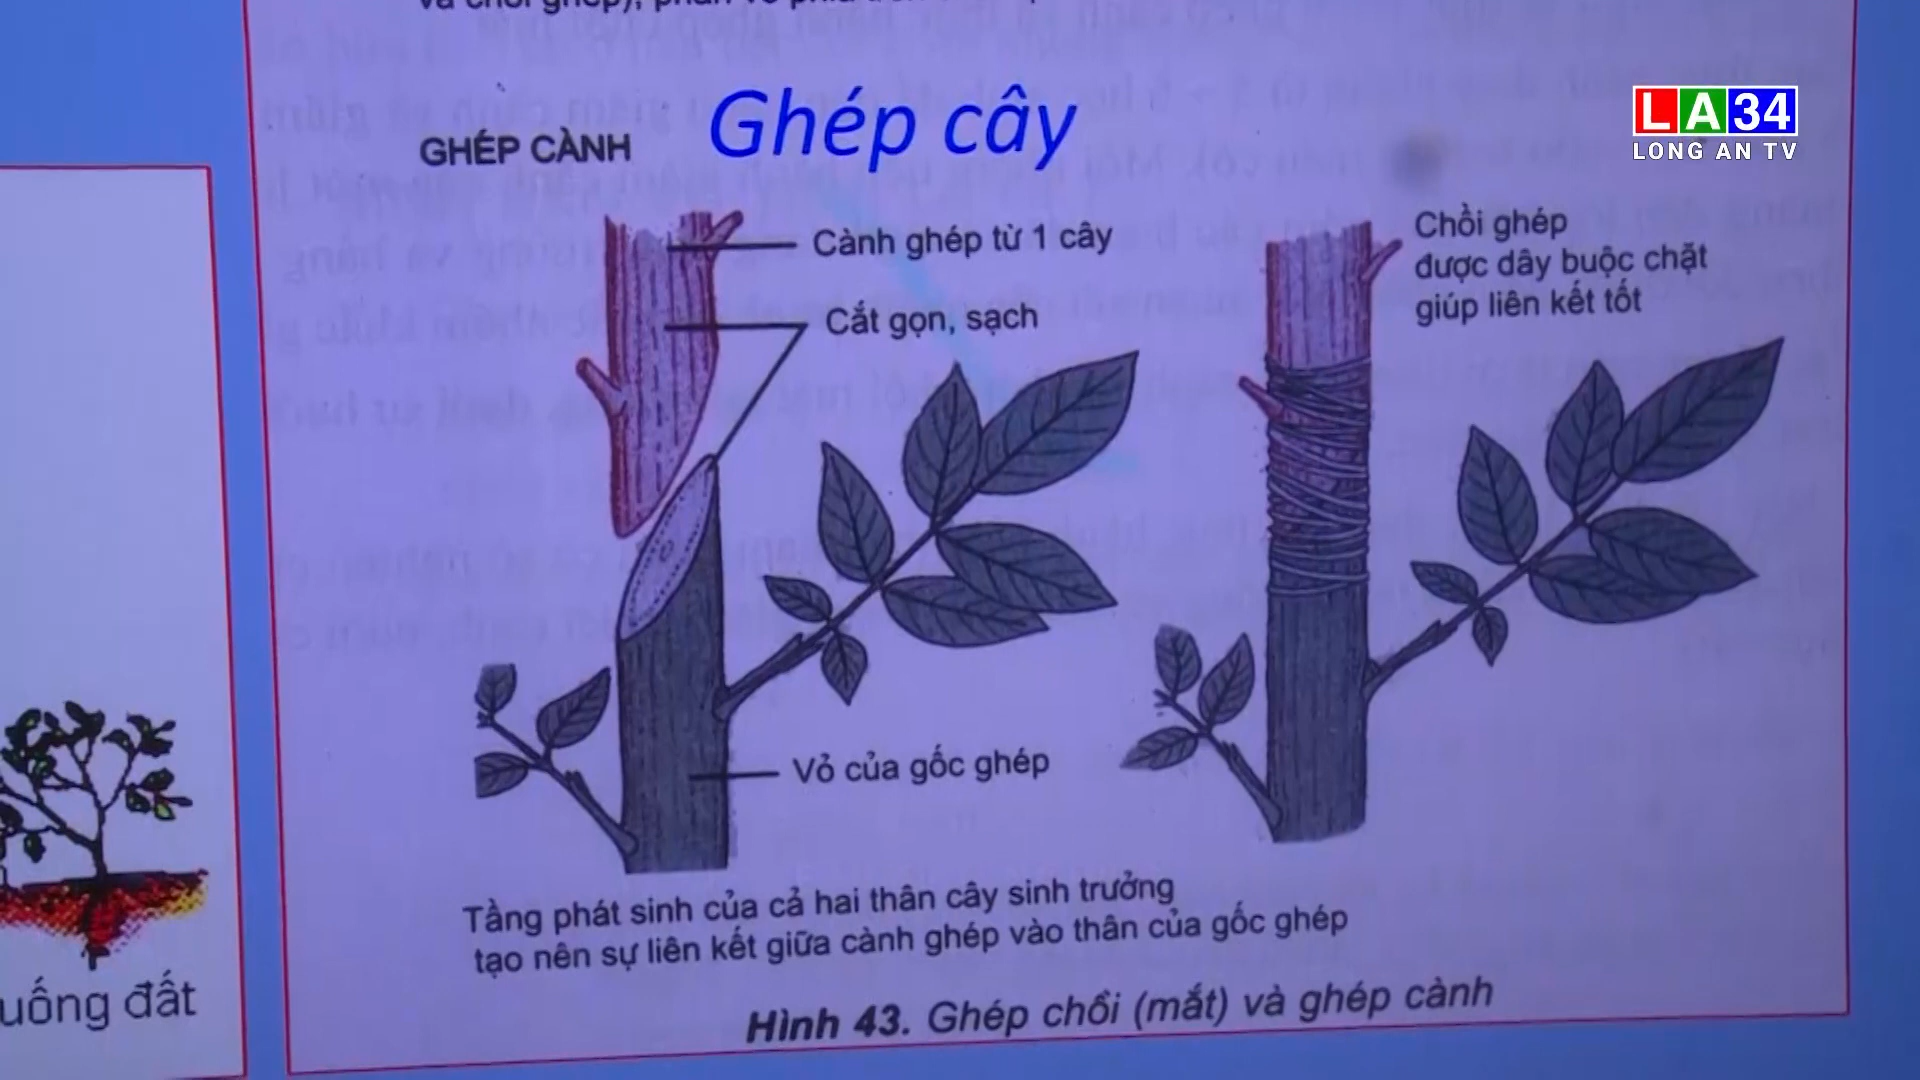 Ghép cây
LA34
LONG AN TV
GHÉP CÀNH
Cành ghép từ 1 cây
Cắt gọn, sạch
Chồi ghép
được dây buộc chặt
giúp liên kết tốt
Vỏ của gốc ghép
Tầng phát sinh của cả hai thân cây sinh trưởng
tạo nên sự liên kết giữa cành ghép vào thân của gốc ghép
Hình 43. Ghép chồi (mắt) và ghép cành
uống đất